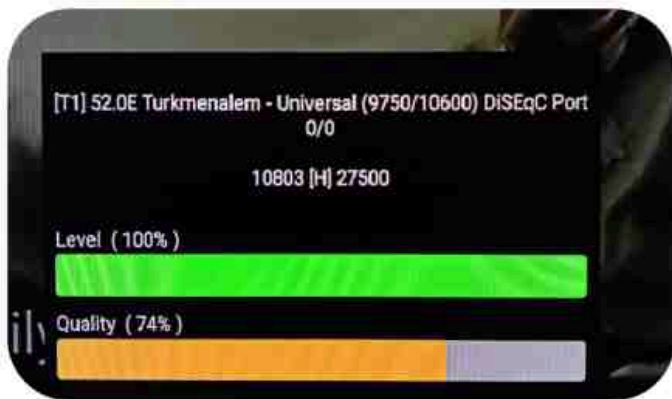 [T1] 52.0E Turkmenalem - Universal (9750/10600) DiSEqC Port
0/0
10803 [H] 27500
Level ( 100% )
Quality ( 74% )